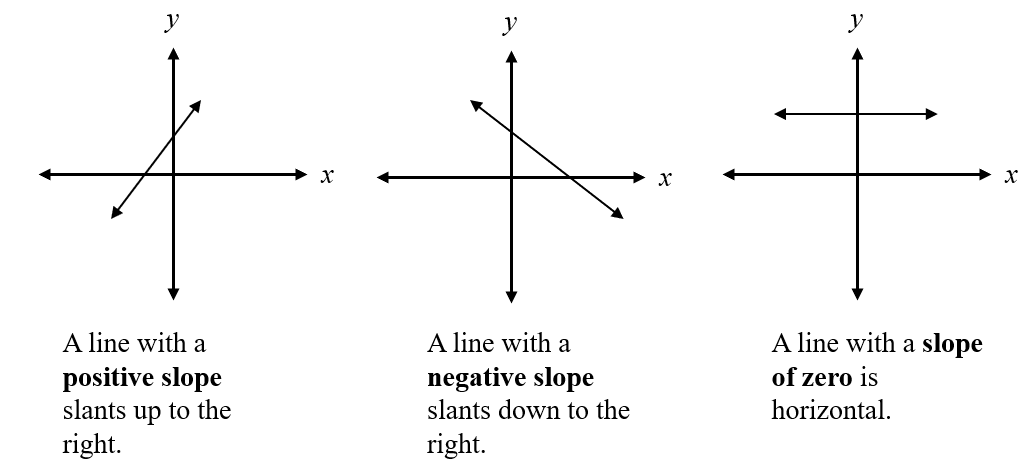 y
x
A line with a
positive slope
slants up to the
right.
y
x
A line with a
negative slope
slants down to the
right.
y
x
A line with a slope
of zero is
horizontal.